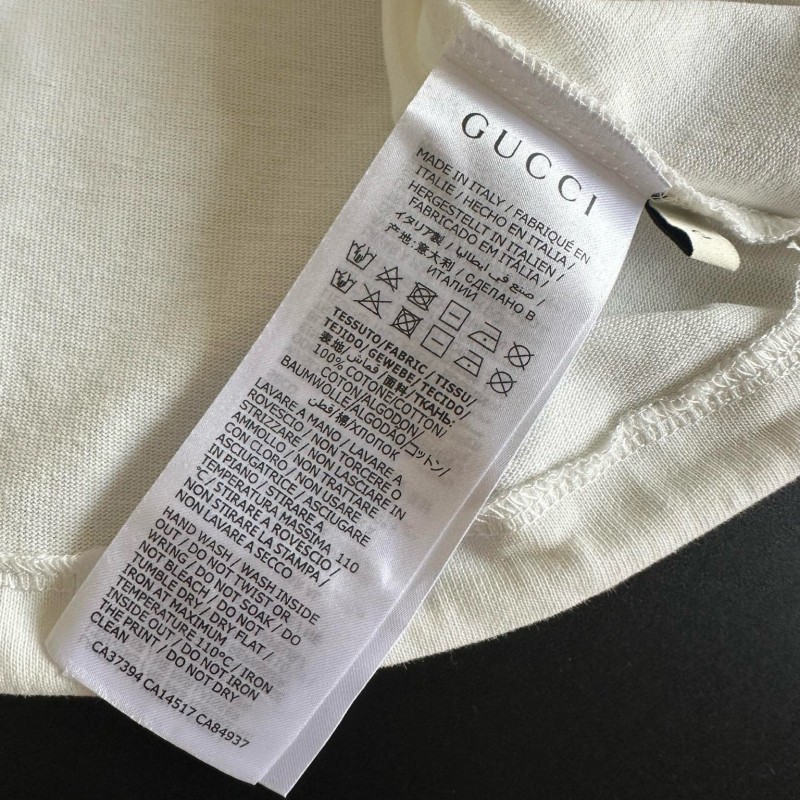 GUCCI
MADE IN ITALY / FABRIQUÉ EN
ITALIE / HECHO EN ITALIA /
HERGESTELLT IN ITALIEN /
FABRICADO EM ITÁLIA /
イタリア製 / صنع في ايطاليا /
产地: 意大利 / СДЕЛАНО В
ИТАЛИИ
TESSUTO/FABRIC/TISSU/
TEJIDO/GEWEBE/TECIDO/
表地/قماش/面料/ТКАНЬ:
100% COTONE/COTTON/
COTON/ALGODON/
BAUMWOLLE/ALGODÃO/コットン/
قطن/棉/ХЛОПОК
LAVARE A MANO / LAVARE A
ROVESCIO / NON TORCERE O
STRIZZARE / NON LASCIARE IN
AMMOLLO / NON TRATTARE
CON CLORO / NON USARE
ASCIUGATRICE / ASCIUGARE
IN PIANO / STIRARE A
TEMPERATURA MASSIMA 110
°C/ STIRARE A ROVESCIO /
NON STIRARE LA STAMPA /
NON LAVARE A SECCO
HAND WASH / WASH INSIDE
OUT / DO NOT TWIST OR
WRING/ DO NOT SOAK / DO
NOT BLEACH / DO NOT
TUMBLE DRY / DRY FLAT /
IRON AT MAXIMUM
TEMPERATURE 110°C/ IRON
INSIDE OUT / DO NOT IRON
THE PRINT / DO NOT DRY
CLEAN
CA37394 CA14517 CA84937